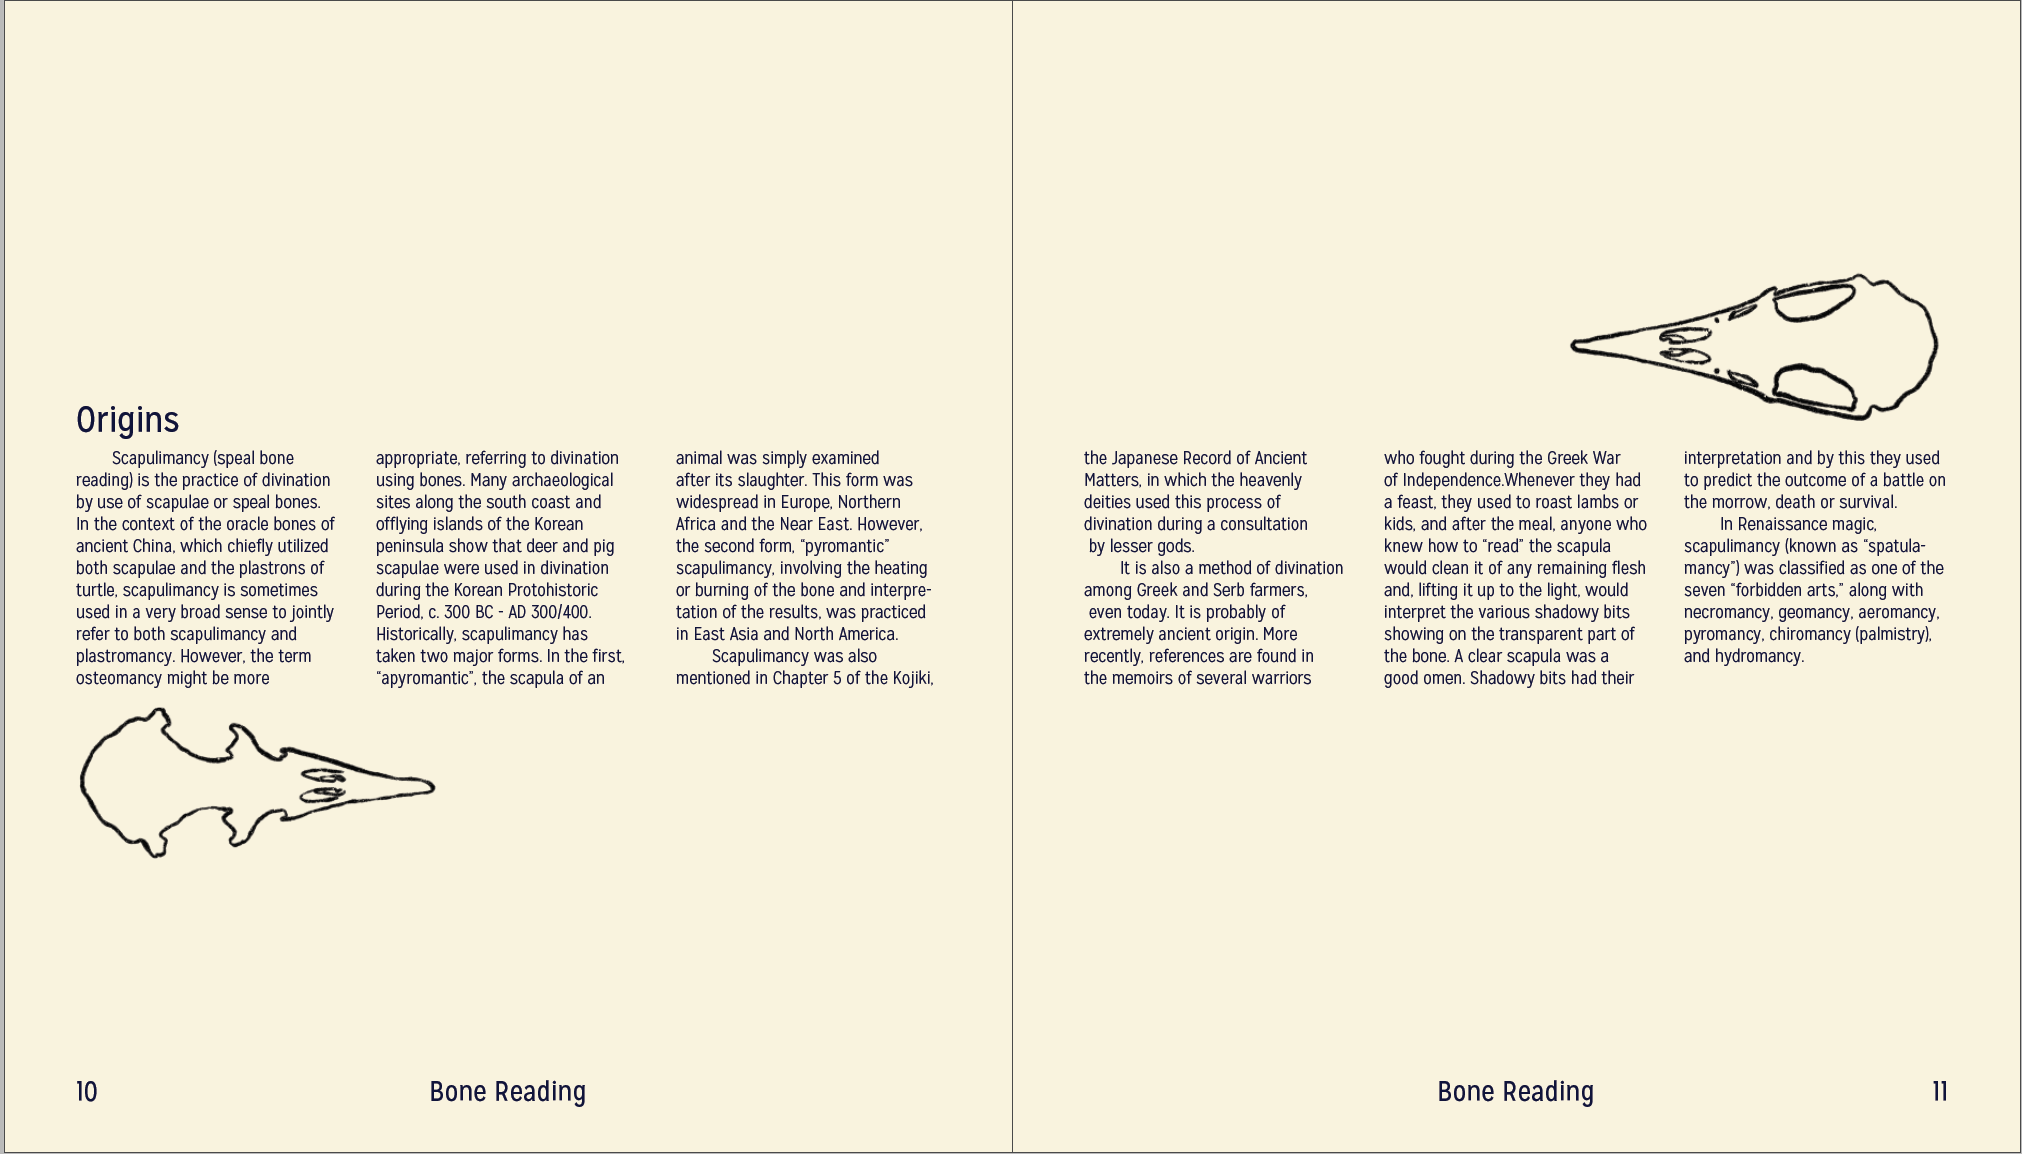 Origins
Scapulimancy (speal bone
reading) is the practice of divination
by use of scapulae or speal bones.
In the context of the oracle bones of
ancient China, which chiefly utilized
both scapulae and the plastrons of
turtle, scapulimancy is sometimes
used in a very broad sense to jointly
refer to both scapulimancy and
plastromancy. However, the term
osteomancy might be more
appropriate, referring to divination
using bones. Many archaeological
sites along the south coast and
offlying islands of the Korean
peninsula show that deer and pig
scapulae were used in divination
during the Korean Protohistoric
Period, c. 300 BC - AD 300/400.
Historically, scapulimancy has
taken two major forms. In the first,
“apyromantic”, the scapula of an
animal was simply examined
after its slaughter. This form was
widespread in Europe, Northern
Africa and the Near East. However,
the second form, “pyromantic”
scapulimancy, involving the heating
or burning of the bone and interpre-
tation of the results, was practiced
in East Asia and North America.
Scapulimancy was also
mentioned in Chapter 5 of the Kojiki,
10
Bone Reading
the Japanese Record of Ancient
Matters, in which the heavenly
deities used this process of
divination during a consultation
by lesser gods.
It is also a method of divination
among Greek and Serb farmers,
even today. It is probably of
extremely ancient origin. More
recently, references are found in
the memoirs of several warriors
who fought during the Greek War
of Independence.Whenever they had
a feast, they used to roast lambs or
kids, and after the meal, anyone who
knew how to “read” the scapula
would clean it of any remaining flesh
and, lifting it up to the light, would
interpret the various shadowy bits
showing on the transparent part of
the bone. A clear scapula was a
good omen. Shadowy bits had their
interpretation and by this they used
to predict the outcome of a battle on
the morrow, death or survival.
In Renaissance magic,
scapulimancy (known as “spatula-
mancy”) was classified as one of the
seven “forbidden arts,” along with
necromancy, geomancy, aeromancy,
pyromancy, chiromancy (palmistry),
and hydromancy.
Bone Reading
11